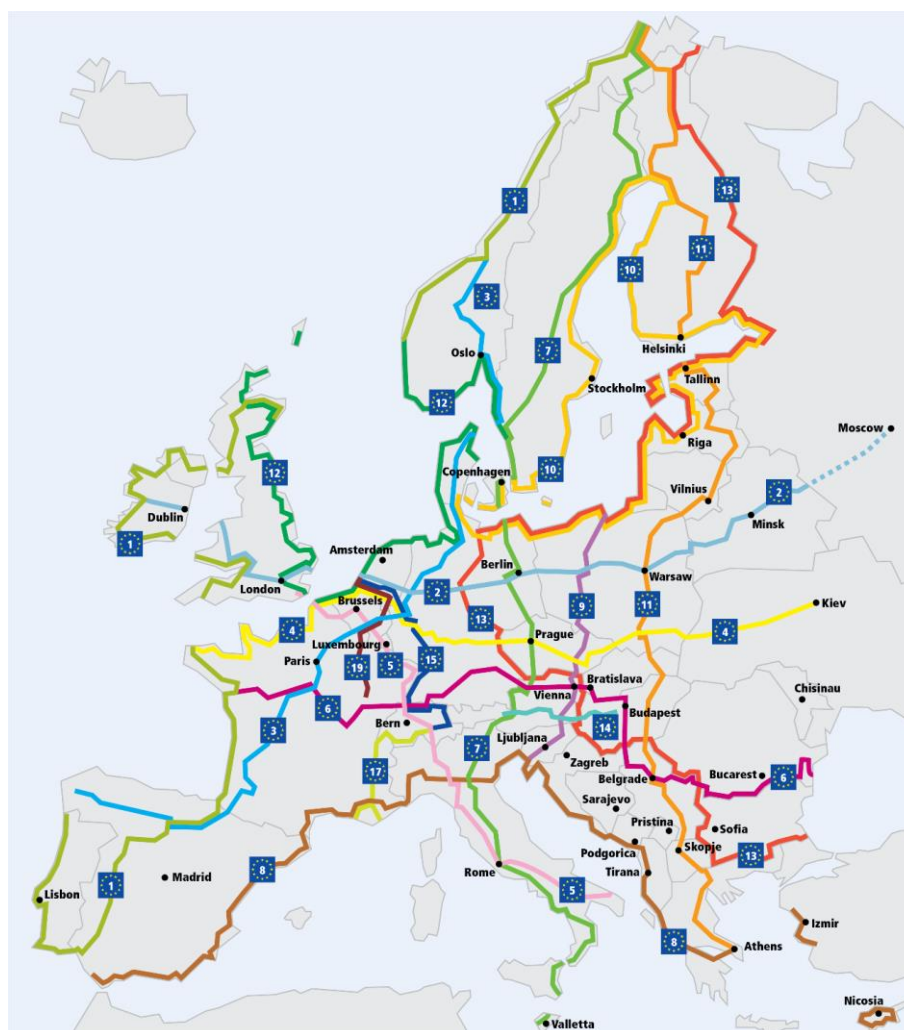 1
13
11
10
3
7
Oslo
Helsinki
Stockholm
Tallinn
12
Riga
Moscow
12
Copenhagen
10
2
Vilnius
Dublin
Minsk
1
Amsterdam
Berlin
Warsaw
London
2
Brussels
9
11
Kiev
4
13
Prague
4
Luxembourg
Paris
19
5
15
Vienna
Bratislava
Chisinau
6
Budapest
Bern
3
14
7
Ljubljana
Zagreb
17
Belgrade
Bucarest
6
Sarajevo
Pristina
Sofia
Podgorica
Skopje
13
Rome
Tirana
8
Madrid
1
5
Lisbon
Izmir
8
Athens
Nicosia
Valletta